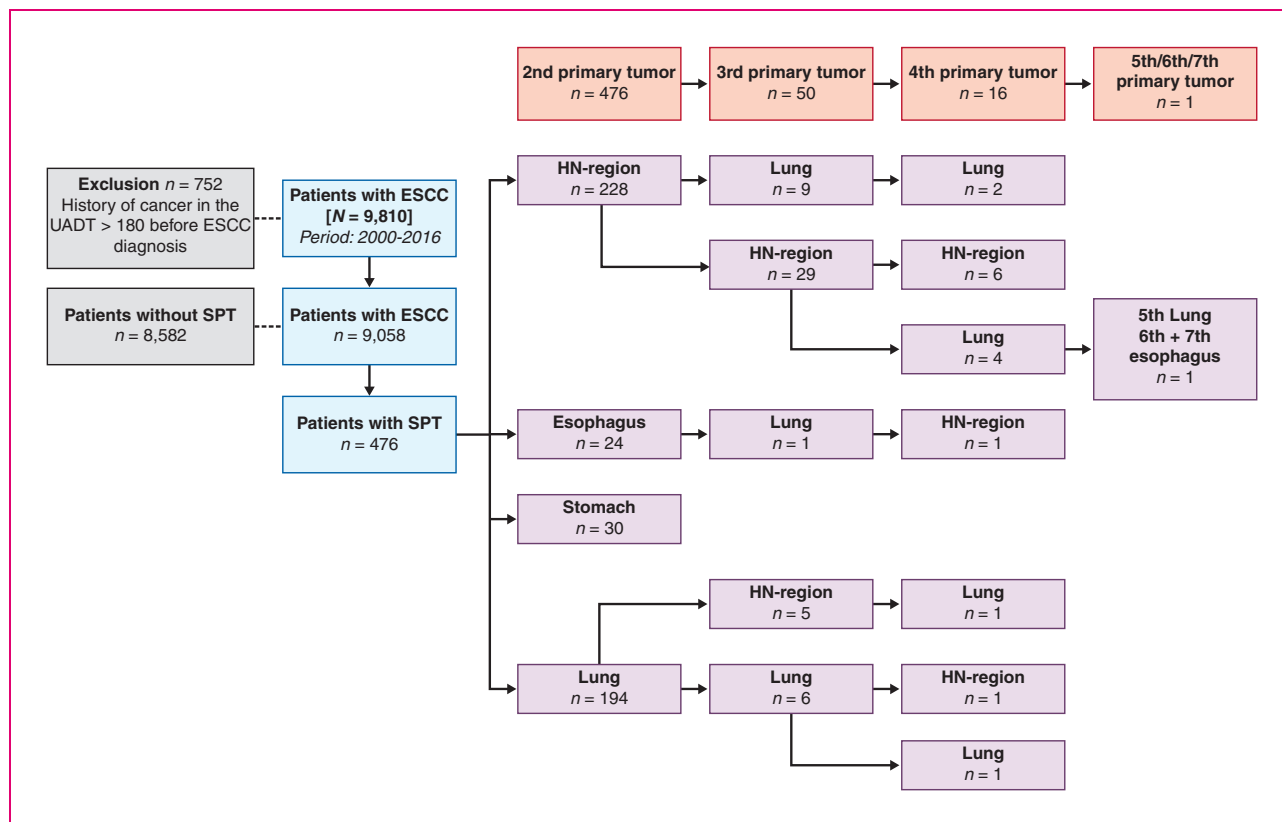 2nd primary tumor
n = 476
3rd primary tumor
n = 50
4th primary tumor
n = 16
5th/6th/7th
primary tumor
n = 1
Exclusion n = 752
History of cancer in the
UADT > 180 before ESCC
diagnosis
Patients with ESCC
[N = 9,810]
Period: 2000-2016
Patients without SPT
n = 8,582
Patients with ESCC
n = 9,058
Patients with SPT
n = 476
HN-region
n = 228
Lung
n = 9
Lung
n = 2
HN-region
n = 29
HN-region
n = 6
Lung
n = 4
5th Lung
6th + 7th
esophagus
n = 1
Esophagus
n = 24
Lung
n = 1
HN-region
n = 1
Stomach
n = 30
HN-region
n = 5
Lung
n = 1
Lung
n = 194
Lung
n = 6
HN-region
n = 1
Lung
n = 1